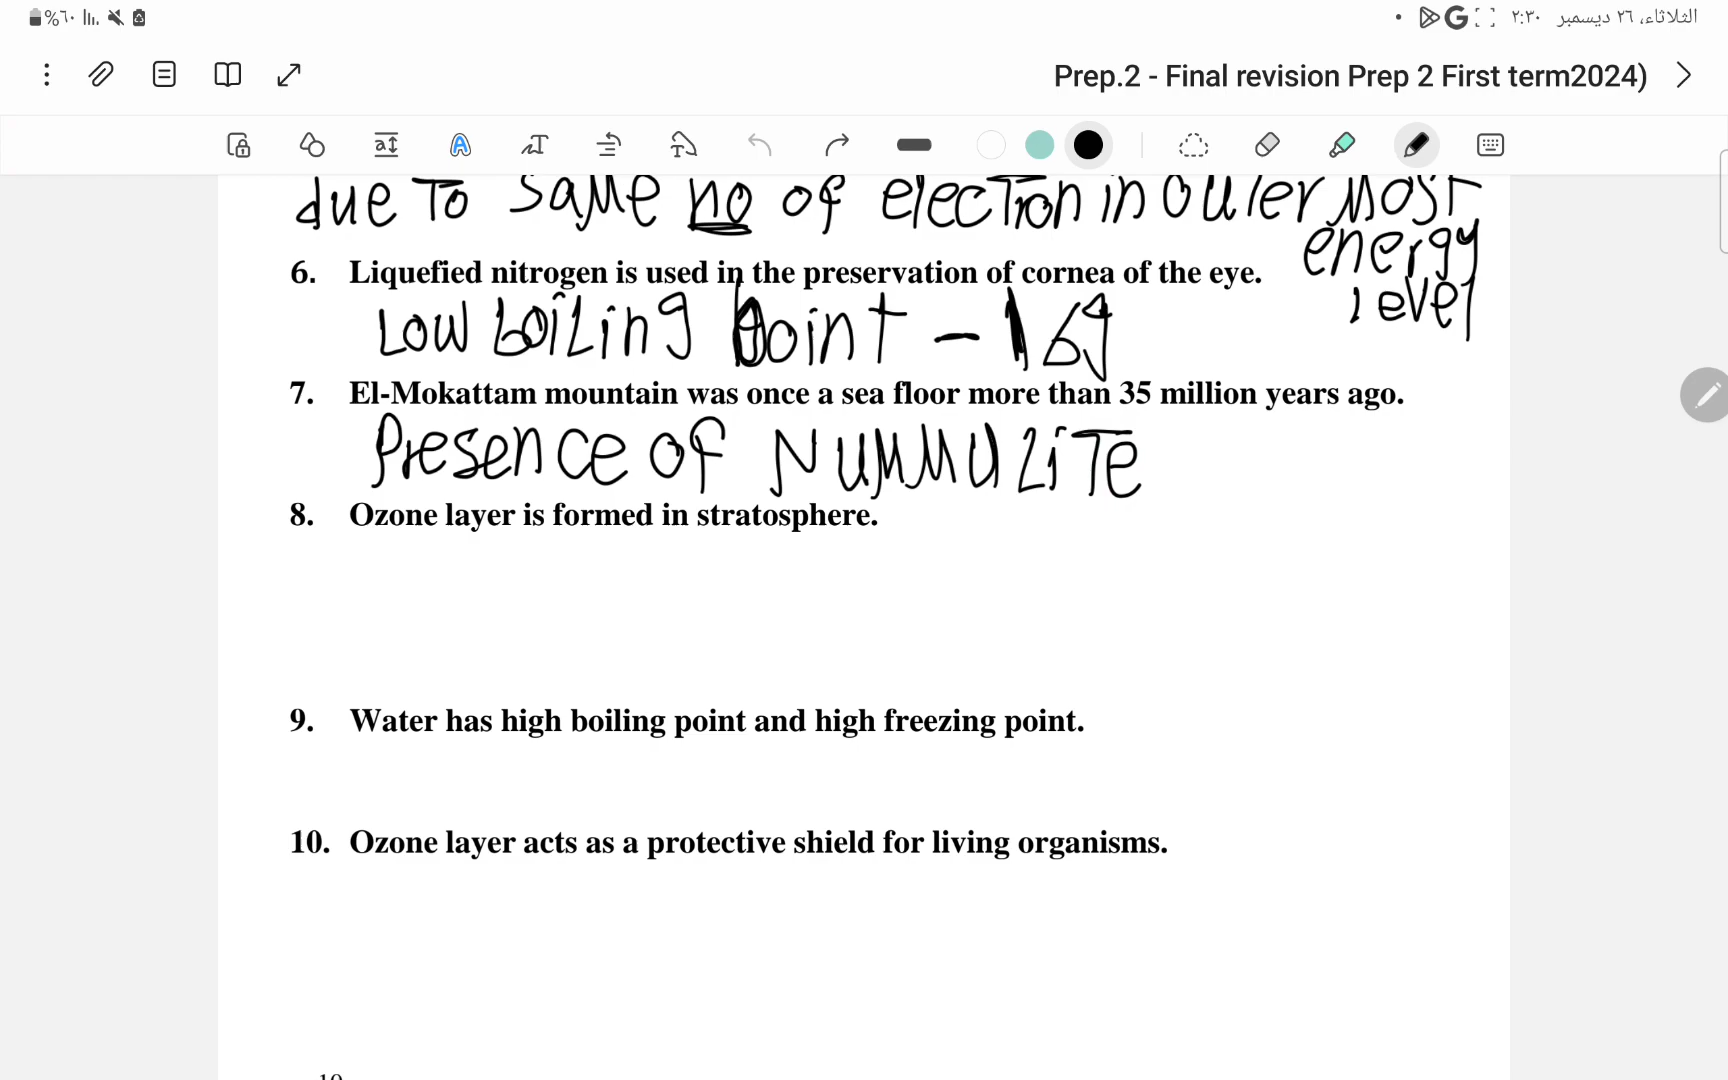 %٦٠
٢:٣٠ الثلاثاء، ٢٦ ديسمبر
Prep.2 - Final revision Prep 2 First term2024)
due To same no of election in outer most
energy
level
6. Liquefied nitrogen is used in the preservation of cornea of the eye.
Low boiling point - 169
7. El-Mokattam mountain was once a sea floor more than 35 million years ago.
Presence of NUMMULiTe
8. Ozone layer is formed in stratosphere.
9. Water has high boiling point and high freezing point.
10. Ozone layer acts as a protective shield for living organisms.